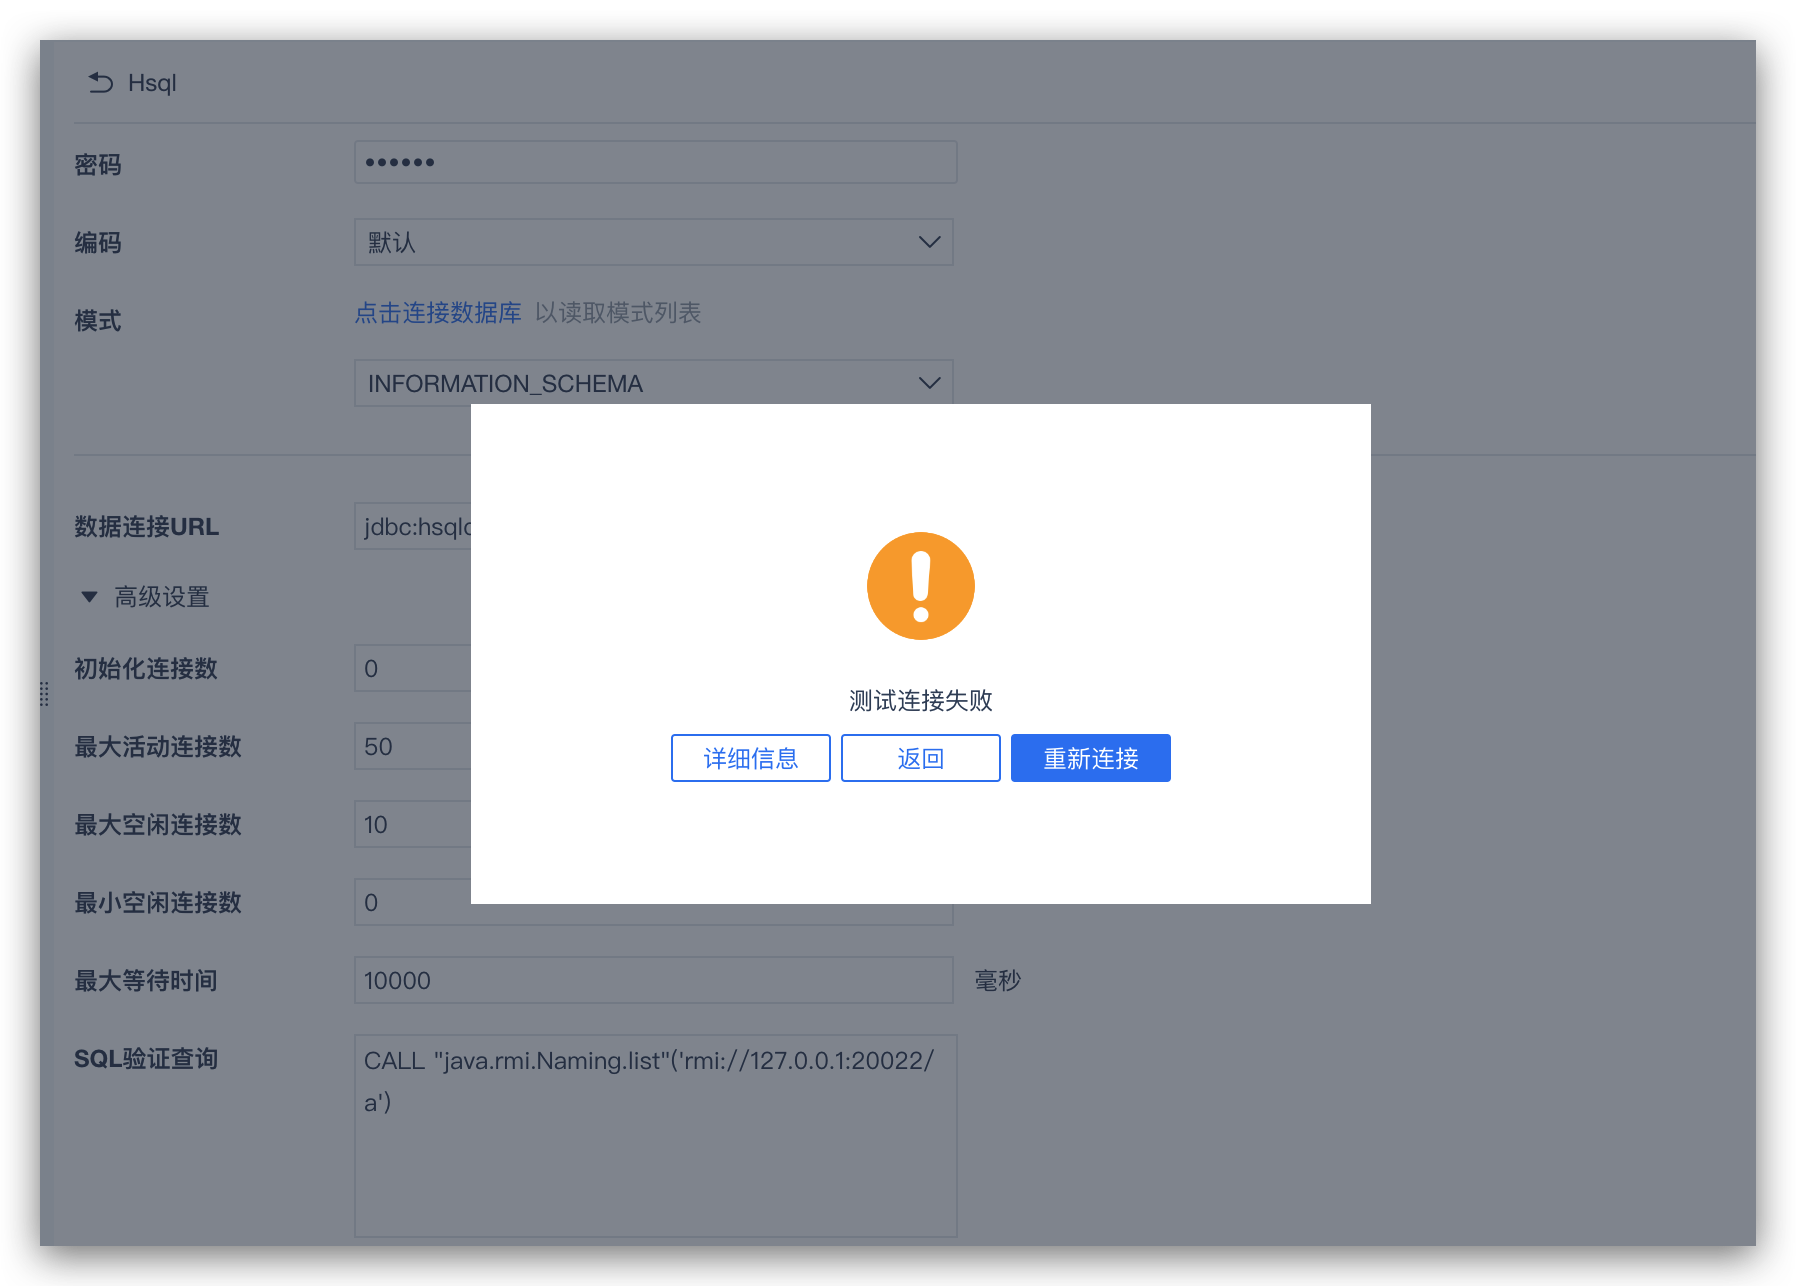 Hsql
密码 ••••••
编码 默认
模式 点击连接数据库 以读取模式列表
INFORMATION_SCHEMA
数据连接URL jdbc:hsqld
高级设置
初始化连接数 0
最大活动连接数 50
最大空闲连接数 10
最小空闲连接数 0
最大等待时间 10000 毫秒
SQL验证查询 CALL "java.rmi.Naming.list"('rmi://127.0.0.1:20022/
a')
测试连接失败
详细信息 返回 重新连接